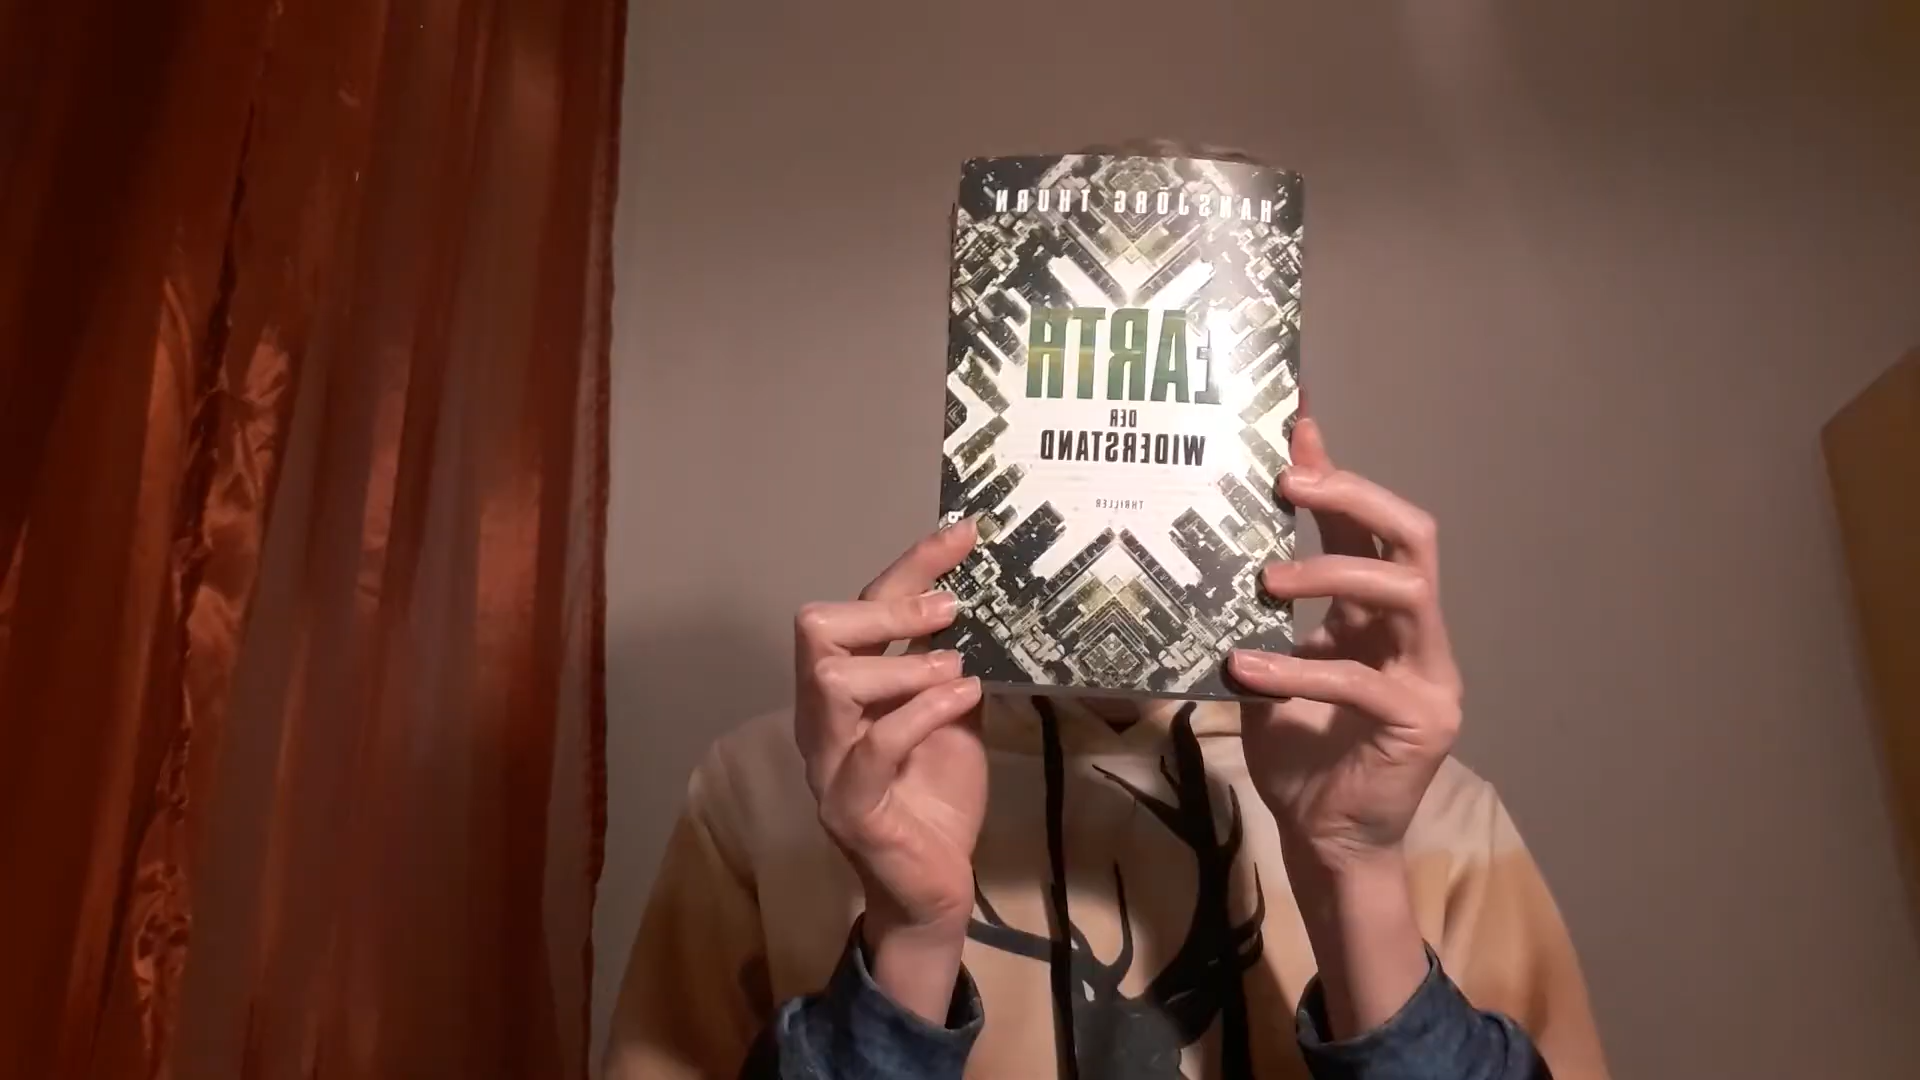 HANSJÖRG THURN
EARTH
DER
WIDERSTAND
THRILLER